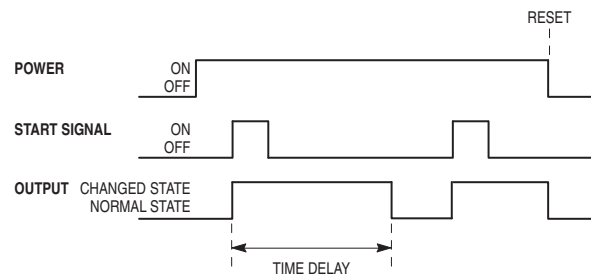 RESET
POWER ON
OFF
START SIGNAL ON
OFF
OUTPUT CHANGED STATE
NORMAL STATE
TIME DELAY